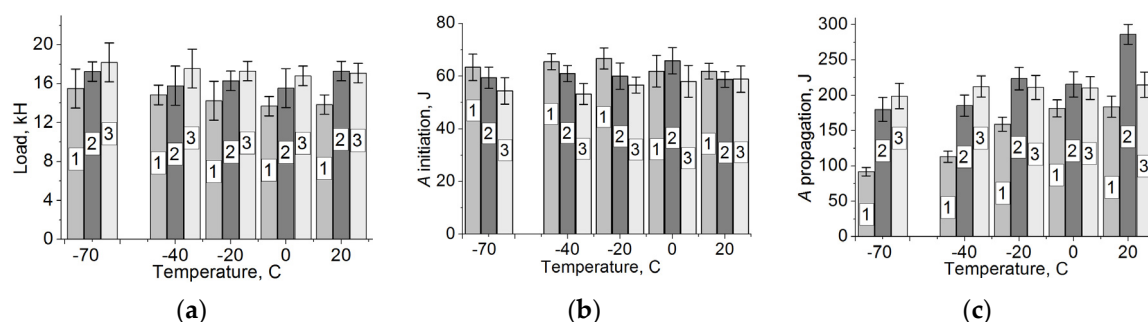 Load, kH
20
16
12
8
4
0
1 2 3 1 2 3 1 2 3 1 2 3 1 2 3
-70 -40 -20 0 20
Temperature, C
(a)
A initiation, J
80
60
40
20
0
1 2 3 1 2 3 1 2 3 1 2 3 1 2 3
-70 -40 -20 0 20
Temperature, C
(b)
A propagation, J
300
250
200
150
100
50
0
1 2 3 1 2 3 1 2 3 1 2 3 1 2 3
-70 -40 -20 0 20
Temperature, C
(c)